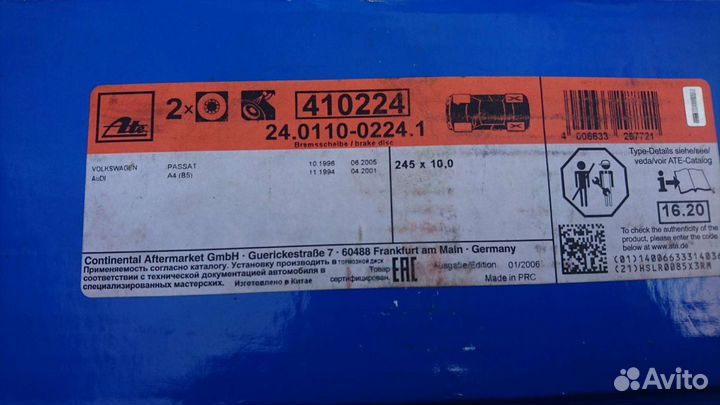 Ate
2×
410224
24.0110-0224.1
Bremsscheibe / brake disc
VOLKSWAGEN PASSAT 10.1996 06.2005
AUDI A4 (B5) 11.1994 04.2001
245 x 10,0
Type-Details siehe/see/
veda/voir ATE-Catalog
16.20
To check the authenticity of
the product, please enter the
code below at
www.ate.de
Continental Aftermarket GmbH · Guerickestraße 7 · 60488 Frankfurt am Main · Germany
Применяемость согласно каталогу. Установку производить в тормозной диск
соответствии с технической документацией автомобиля в
специализированных мастерских. Изготовлено в Китае
Товар
сертифицирован.
EAC
Ausgabe/Edition 01/2006
Made in PRC
(21)HSLR0085X3RM
Avito